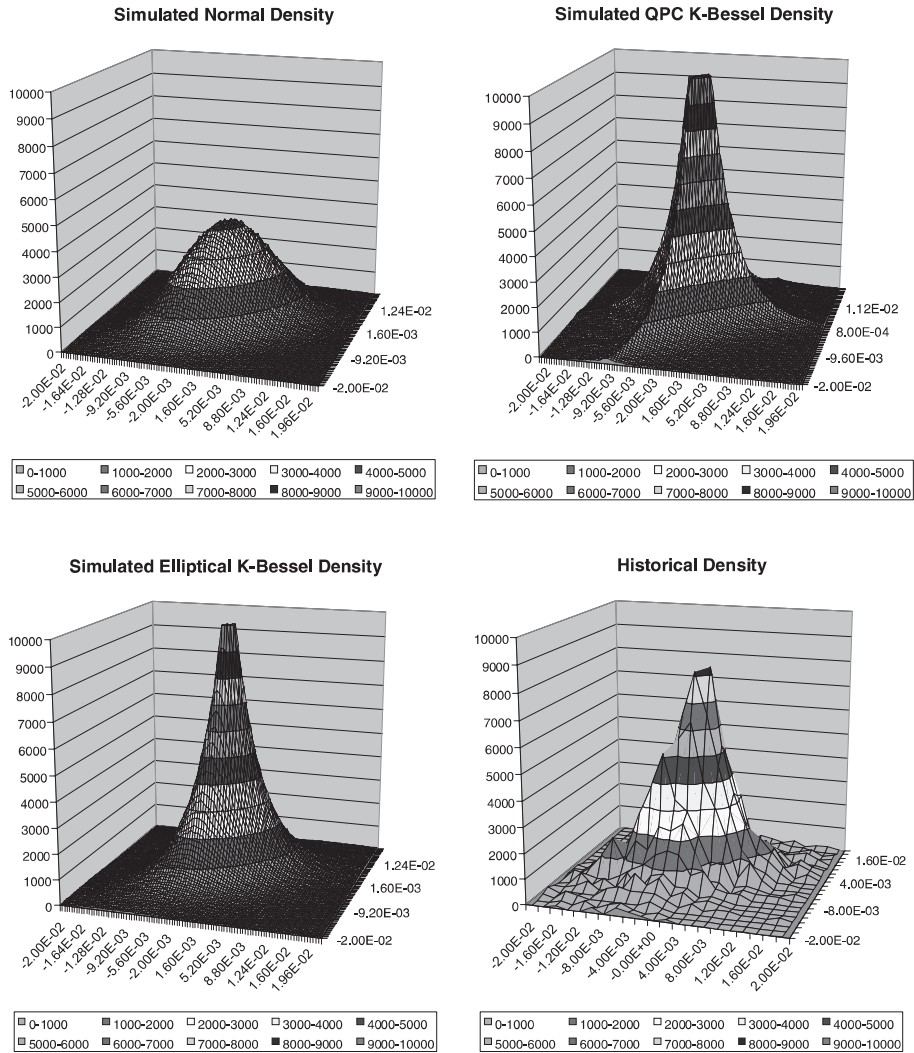 Simulated Normal Density
10000
9000
8000
7000
6000
5000
4000
3000
2000
1000
0
-2.00E-02
-1.64E-02
-1.28E-02
-9.20E-03
-5.60E-03
-2.00E-03
1.60E-03
5.20E-03
8.80E-03
1.24E-02
1.60E-02
1.96E-02
1.24E-02
1.60E-03
-9.20E-03
-2.00E-02
0-1000 1000-2000 2000-3000 3000-4000 4000-5000
5000-6000 6000-7000 7000-8000 8000-9000 9000-10000
Simulated QPC K-Bessel Density
10000
9000
8000
7000
6000
5000
4000
3000
2000
1000
0
-2.00E-02
-1.64E-02
-1.28E-02
-9.20E-03
-5.60E-03
-2.00E-03
1.60E-03
5.20E-03
8.80E-03
1.24E-02
1.60E-02
1.96E-02
1.12E-02
8.00E-04
-9.60E-03
-2.00E-02
0-1000 1000-2000 2000-3000 3000-4000 4000-5000
5000-6000 6000-7000 7000-8000 8000-9000 9000-10000
Simulated Elliptical K-Bessel Density
10000
9000
8000
7000
6000
5000
4000
3000
2000
1000
0
-2.00E-02
-1.64E-02
-1.28E-02
-9.20E-03
-5.60E-03
-2.00E-03
1.60E-03
5.20E-03
8.80E-03
1.24E-02
1.60E-02
1.96E-02
1.24E-02
1.60E-03
-9.20E-03
-2.00E-02
0-1000 1000-2000 2000-3000 3000-4000 4000-5000
5000-6000 6000-7000 7000-8000 8000-9000 9000-10000
Historical Density
10000
9000
8000
7000
6000
5000
4000
3000
2000
1000
0
-2.00E-02
-1.60E-02
-1.20E-02
-8.00E-03
-4.00E-03
-0.00E+00
4.00E-03
8.00E-03
1.20E-02
1.60E-02
2.00E-02
1.60E-02
4.00E-03
-8.00E-03
-2.00E-02
0-1000 1000-2000 2000-3000 3000-4000 4000-5000
5000-6000 6000-7000 7000-8000 8000-9000 9000-10000